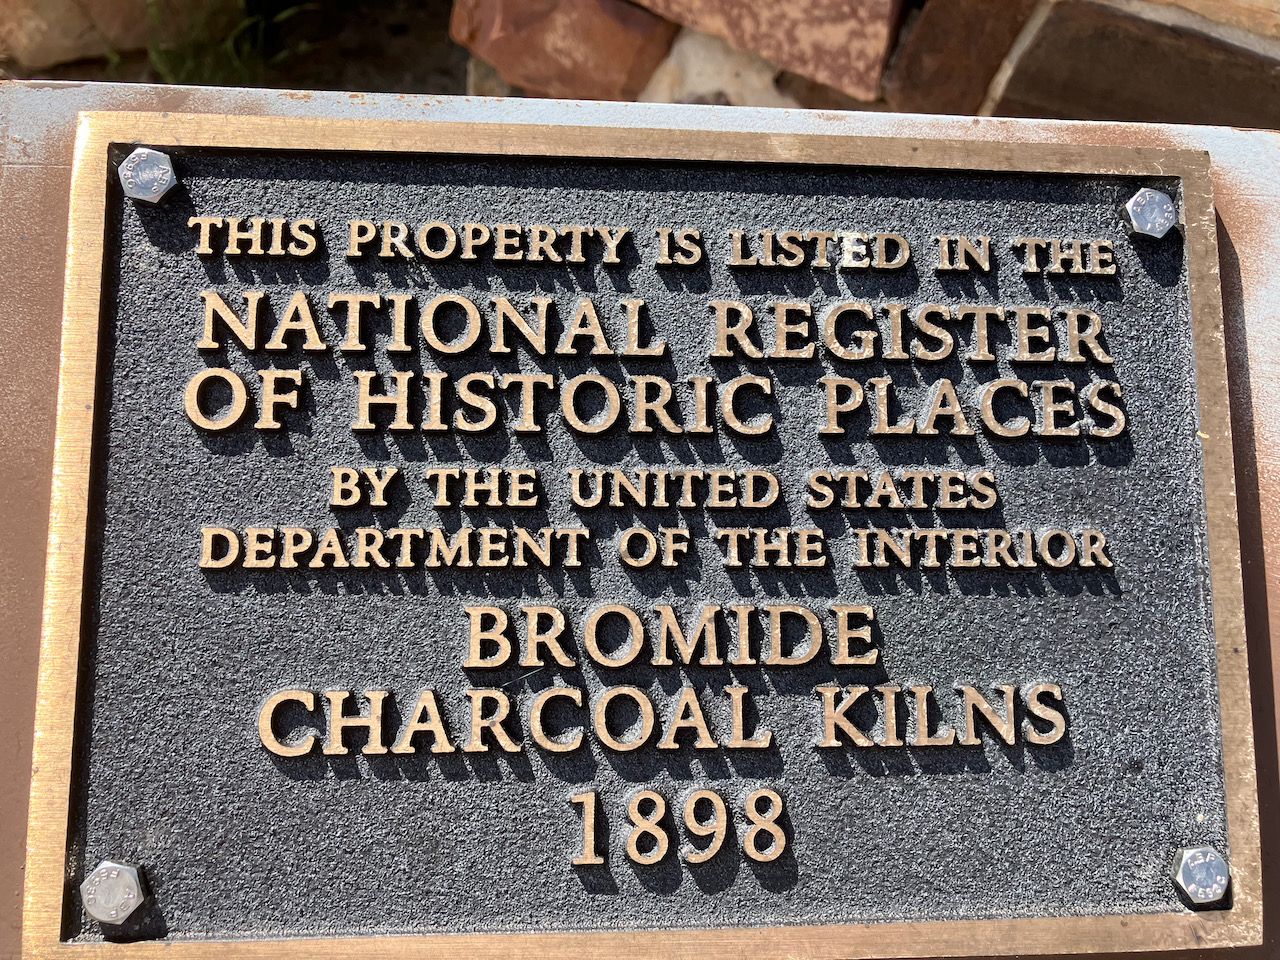 THIS PROPERTY IS LISTED IN THE
NATIONAL REGISTER
OF HISTORIC PLACES
BY THE UNITED STATES
DEPARTMENT OF THE INTERIOR
BROMIDE
CHARCOAL KILNS
1898